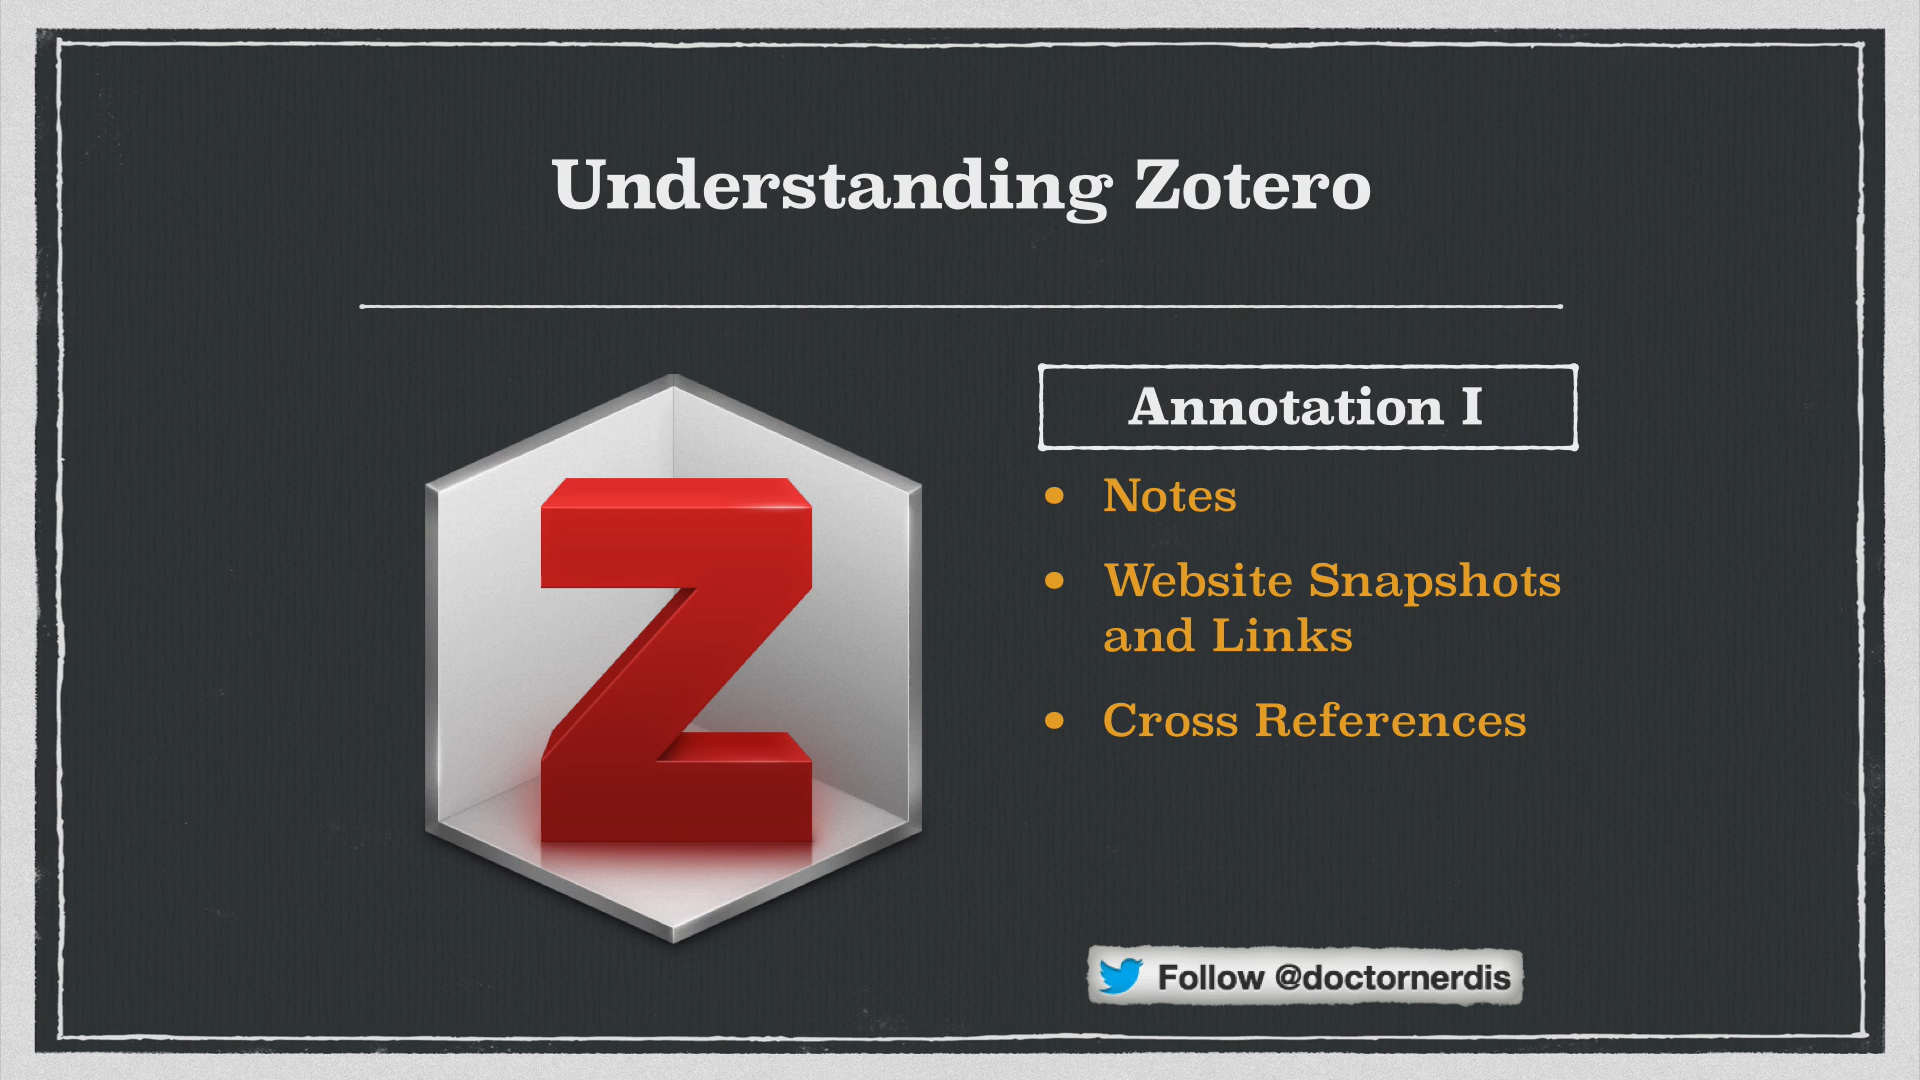 Understanding Zotero
Annotation I
• Notes
• Website Snapshots
and Links
• Cross References
Z
Follow @doctornerdis